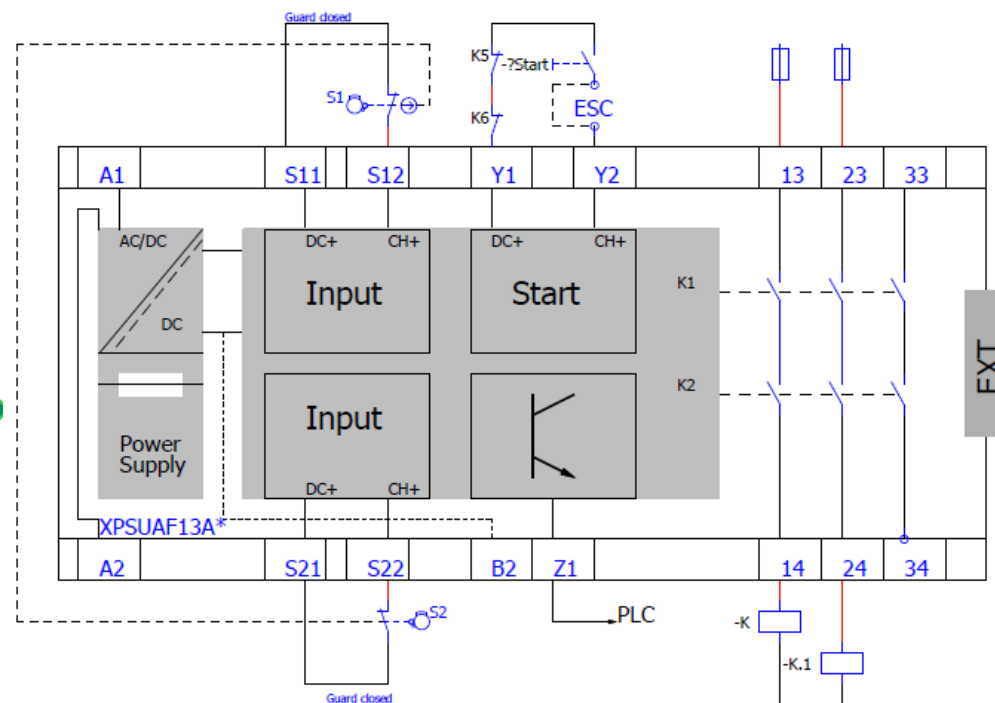 Guard closed
S1
K5
-?Start
K6
ESC
A1
S11
S12
Y1
Y2
13
23
33
AC/DC
DC
DC+
CH+
Input
DC+
CH+
Start
K1
K2
EXT
Input
DC+
CH+
Power
Supply
XPSUAF13A*
A2
S21
S22
B2
Z1
14
24
34
S2
PLC
-K
-K.1
Guard closed